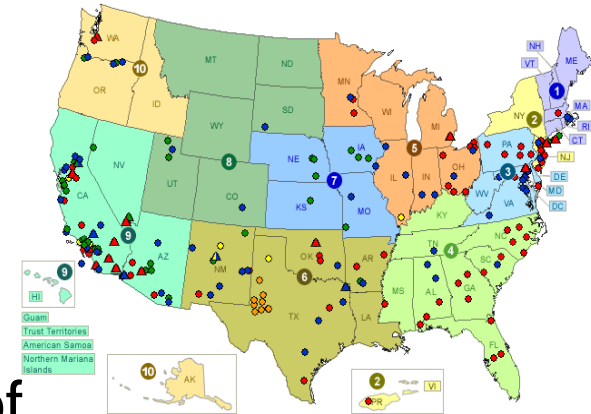 WA
MT
ND
MN
OR
ID
10
WY
SD
WI
MI
5
NH
VT
ME
1
MA
RI
CT
NY
2
NJ
PA
3
DE
MD
DC
NV
UT
8
CO
NE
IA
7
KS
MO
IL
IN
OH
WV
VA
KY
CA
9
AZ
NM
OK
6
AR
TX
LA
TN
4
NC
SC
MS
AL
GA
FL
9
HI
Guam
Trust Territories
American Samoa
Northern Mariana
Islands
10
AK
2
VI
PR
of